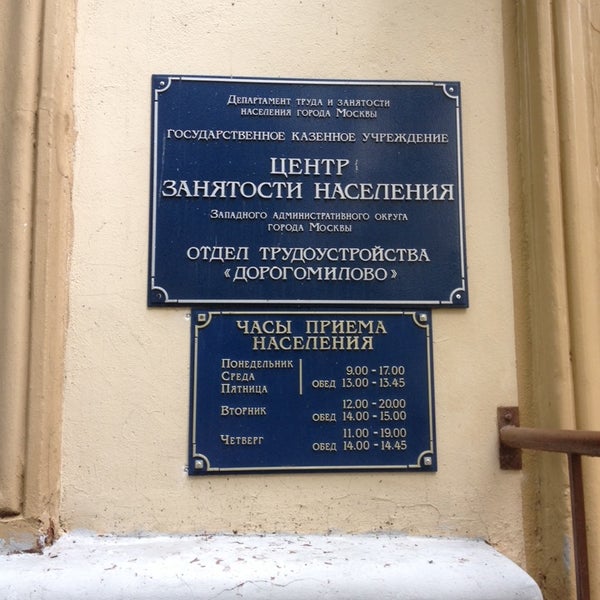 Департамент труда и занятости
населения города Москвы
ГОСУДАРСТВЕННОЕ КАЗЕННОЕ УЧРЕЖДЕНИЕ
ЦЕНТР
ЗАНЯТОСТИ НАСЕЛЕНИЯ
Западного административного округа
города Москвы
ОТДЕЛ ТРУДОУСТРОЙСТВА
«ДОРОГОМИЛОВО»
ЧАСЫ ПРИЕМА
НАСЕЛЕНИЯ
Понедельник 9.00 - 17.00
Среда обед 13.00 - 13.45
Пятница
Вторник 12.00 - 20.00
обед 14.00 - 15.00
Четверг 11.00 - 19.00
обед 14.00 - 14.45